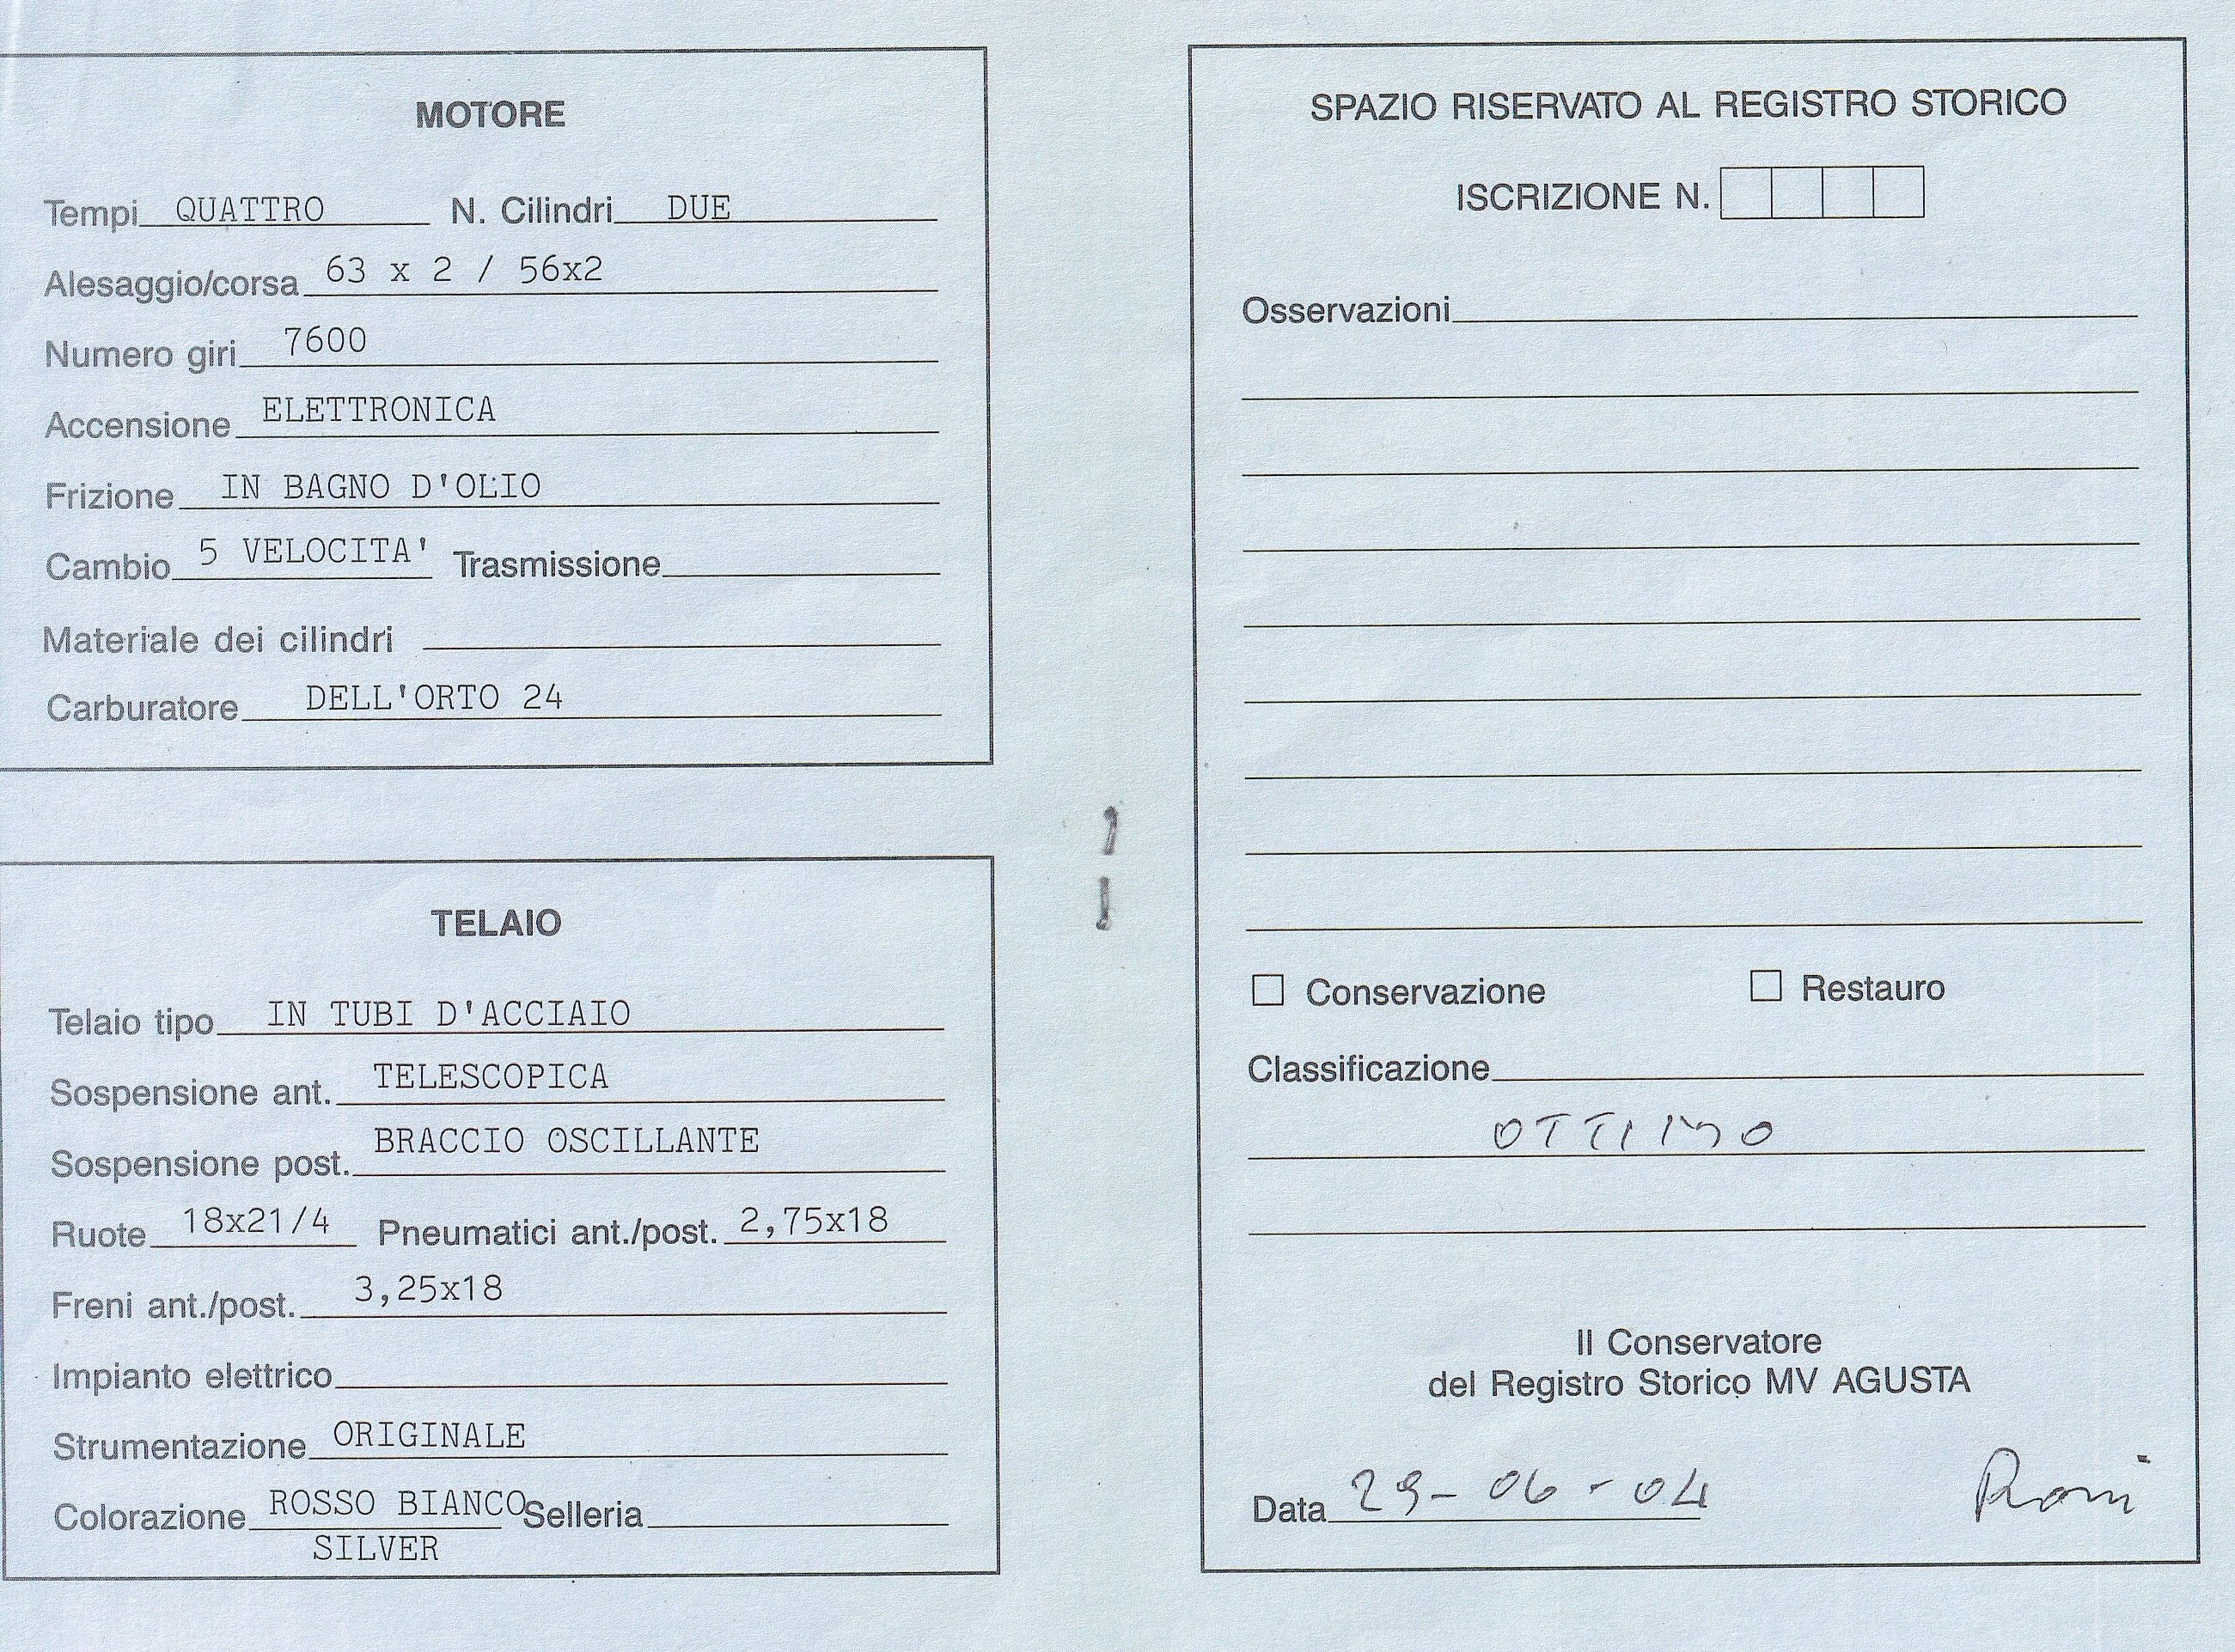 MOTORE
Tempi QUATTRO N. Cilindri DUE
Alesaggio/corsa 63 x 2 / 56x2
Numero giri 7600
Accensione ELETTRONICA
Frizione IN BAGNO D'OLIO
Cambio 5 VELOCITA' Trasmissione
Materiale dei cilindri
Carburatore DELL'ORTO 24
TELAIO
Telaio tipo IN TUBI D'ACCIAIO
Sospensione ant. TELESCOPICA
Sospensione post. BRACCIO OSCILLANTE
Ruote 18x21/4 Pneumatici ant./post. 2,75x18
Freni ant./post. 3,25x18
Impianto elettrico
Strumentazione ORIGINALE
Colorazione ROSSO BIANCO Selleria
SILVER
SPAZIO RISERVATO AL REGISTRO STORICO
ISCRIZIONE N.
Osservazioni
Conservazione Restauro
Classificazione
OTTIMO
Il Conservatore
del Registro Storico MV AGUSTA
Data 29-06-04